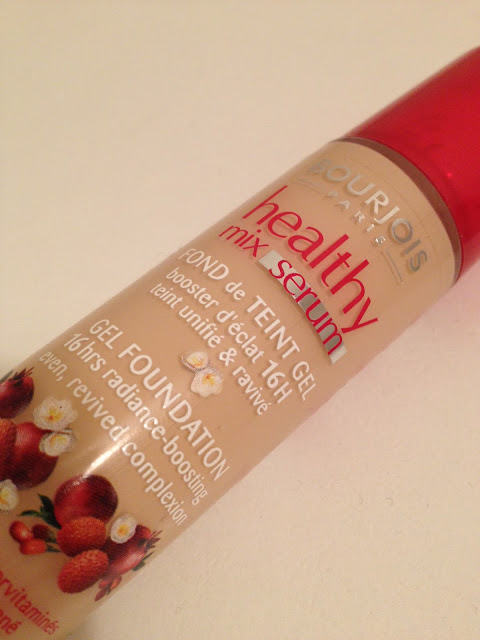 BOURJOIS
PARIS
healthy
mix serum
FOND de TEINT GEL
booster d'éclat 16H
teint unifié & ravivé
GEL FOUNDATION
16hrs radiance-boosting
even, revived complexion